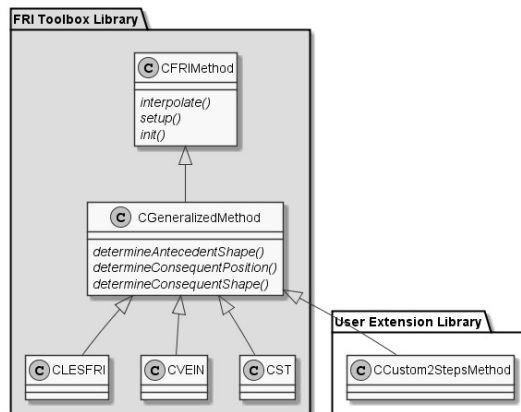 FRI Toolbox Library
C CFRIMethod
interpolate()
setup()
init()
C CGeneralizedMethod
determineAntecedentShape()
determineConsequentPosition()
determineConsequentShape()
User Extension Library
C CLESFRI
C CVEIN
C CST
C CCustom2StepsMethod